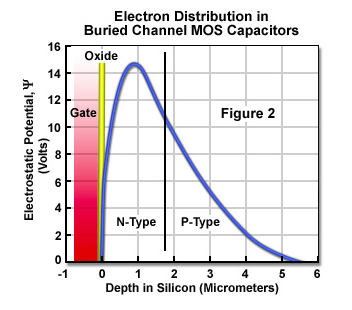 Electron Distribution in
Buried Channel MOS Capacitors
Electrostatic Potential, Ψ
(Volts)
16
14
12
10
8
6
4
2
0
Oxide
Gate
Figure 2
N-Type P-Type
-1 0 1 2 3 4 5 6
Depth in Silicon (Micrometers)